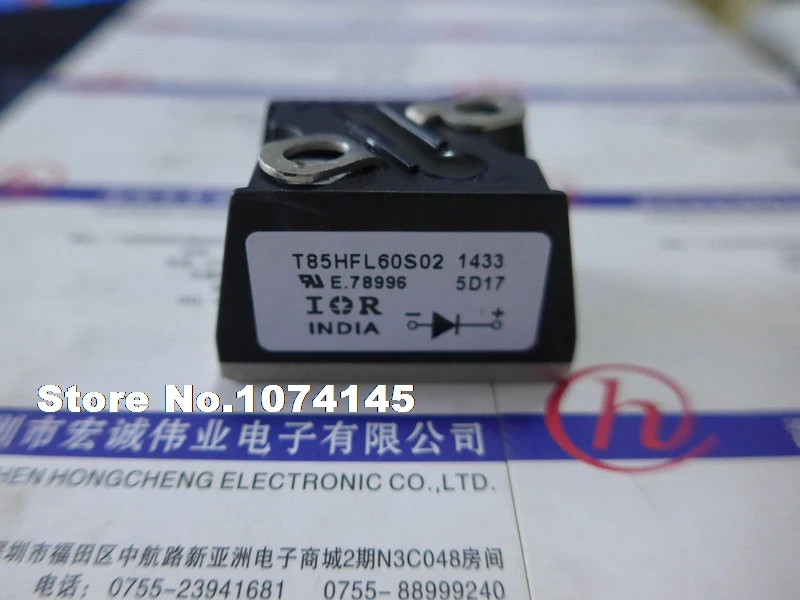 T85HFL60S02 1433
E.78996 5D17
IOR
INDIA
- +
Store No.1074145
h
圳市宏诚伟业电子有限公司
HEN HONGCHENG ELECTRONIC CO.,LTD.
深圳市福田区中航路新亚洲电子商城2期N3C048房间
电话: 0755-23941681 0755-88999240